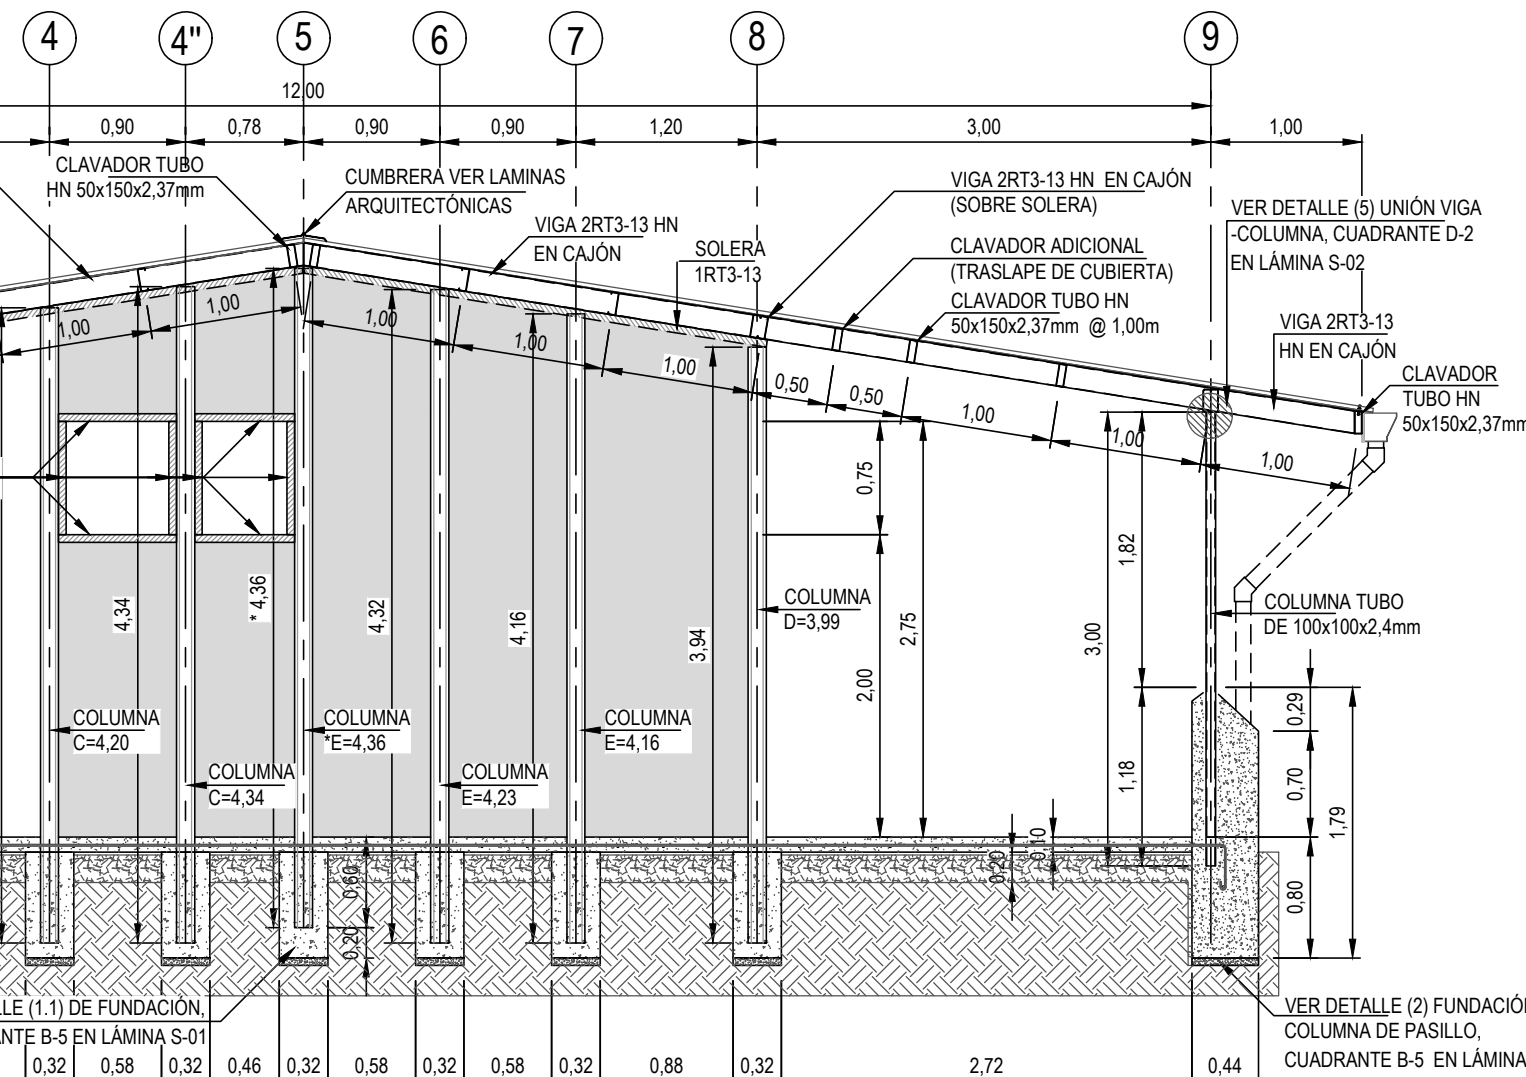 4
4"
5
6
7
8
9
12,00
0,90
0,78
0,90
0,90
1,20
3,00
1,00
CLAVADOR TUBO
HN 50x150x2,37mm
CUMBRERA VER LAMINAS
ARQUITECTÓNICAS
VIGA 2RT3-13 HN
EN CAJÓN
SOLERA
1RT3-13
VIGA 2RT3-13 HN EN CAJÓN
(SOBRE SOLERA)
CLAVADOR ADICIONAL
(TRASLAPE DE CUBIERTA)
CLAVADOR TUBO HN
50x150x2,37mm @ 1,00m
VER DETALLE (5) UNIÓN VIGA
-COLUMNA, CUADRANTE D-2
EN LÁMINA S-02
VIGA 2RT3-13
HN EN CAJÓN
CLAVADOR
TUBO HN
50x150x2,37mm
1,00
1,00
1,00
1,00
1,00
0,50
0,50
1,00
1,00
1,00
0,75
2,00
2,75
1,82
3,00
1,18
4,34
* 4,36
4,32
4,16
3,94
COLUMNA
D=3,99
COLUMNA TUBO
DE 100x100x2,4mm
COLUMNA
C=4,20
COLUMNA
C=4,34
COLUMNA
*E=4,36
COLUMNA
E=4,23
COLUMNA
E=4,16
0,29
0,70
1,79
0,80
0,10
0,20
0,60
0,20
LLE (1.1) DE FUNDACIÓN,
ANTE B-5 EN LÁMINA S-01
VER DETALLE (2) FUNDACIÓN
COLUMNA DE PASILLO,
CUADRANTE B-5 EN LÁMINA
0,32
0,58
0,32
0,46
0,32
0,58
0,32
0,58
0,32
0,88
0,32
2,72
0,44